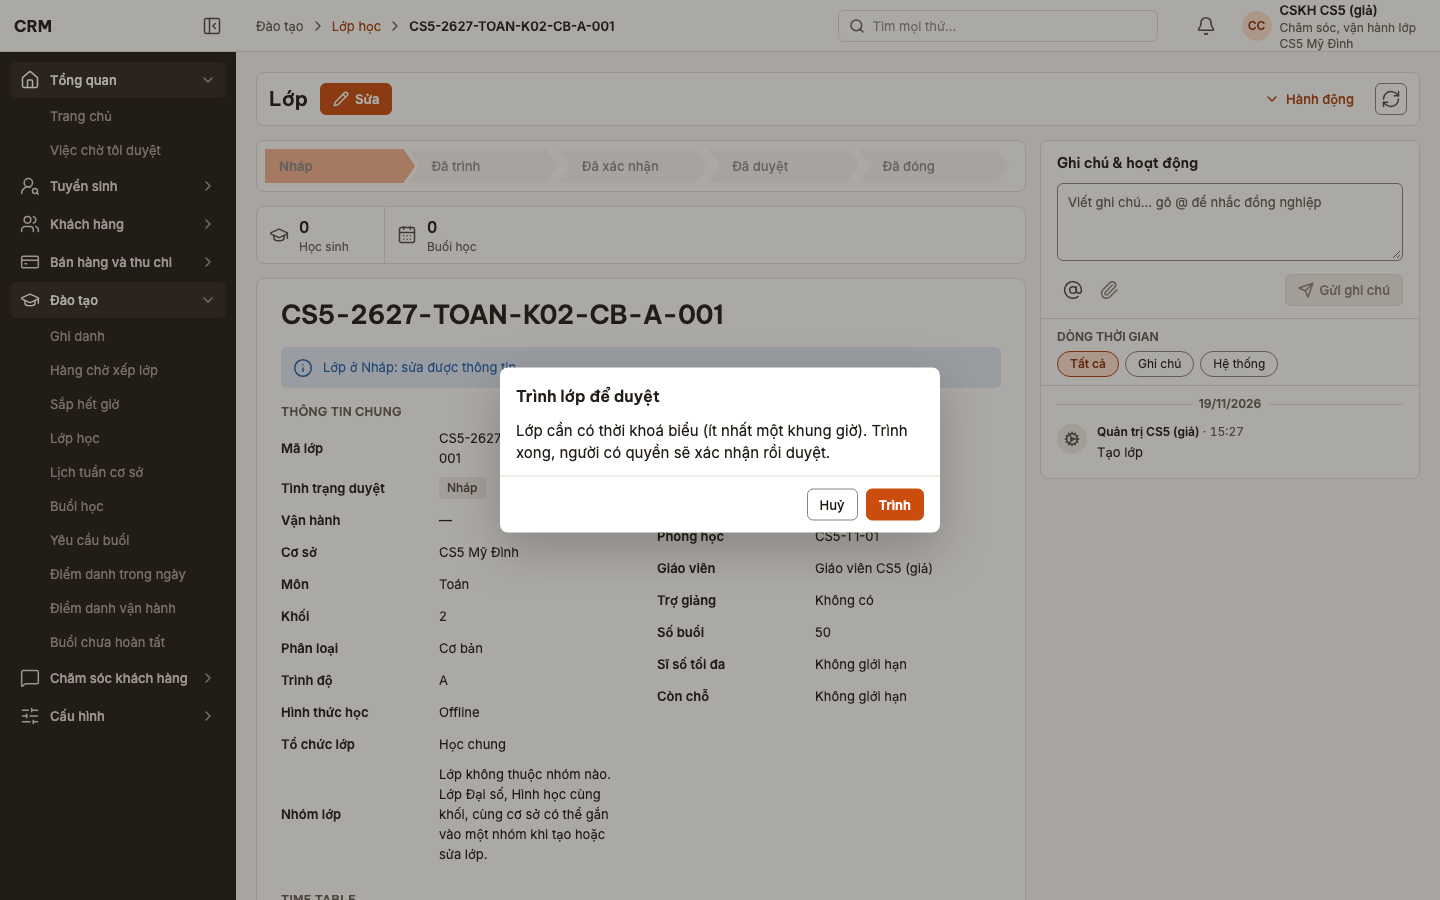 CRM
Đào tạo
Lớp học
CS5-2627-TOAN-K02-CB-A-001
Tìm mọi thứ...
CC
CSKH CS5 (giả)
Chăm sóc, vận hành lớp
CS5 Mỹ Đình
Tổng quan
Trang chủ
Việc chờ tôi duyệt
Tuyển sinh
Khách hàng
Bán hàng và thu chi
Đào tạo
Ghi danh
Hàng chờ xếp lớp
Sắp hết giờ
Lớp học
Lịch tuần cơ sở
Buổi học
Yêu cầu buổi
Điểm danh trong ngày
Điểm danh vận hành
Buổi chưa hoàn tất
Chăm sóc khách hàng
Cấu hình
Lớp
Sửa
Hành động
Nháp
Đã trình
Đã xác nhận
Đã duyệt
Đã đóng
0
Học sinh
0
Buổi học
CS5-2627-TOAN-K02-CB-A-001
Lớp ở Nháp: sửa được thông tin
THÔNG TIN CHUNG
Mã lớp
CS5-2627
001
Tình trạng duyệt
Nháp
Vận hành
—
Cơ sở
CS5 Mỹ Đình
Môn
Toán
Khối
2
Phân loại
Cơ bản
Trình độ
A
Hình thức học
Offline
Tổ chức lớp
Học chung
Nhóm lớp
Lớp không thuộc nhóm nào.
Lớp Đại số, Hình học cùng
khối, cùng cơ sở có thể gắn
vào một nhóm khi tạo hoặc
sửa lớp.
Phòng học
CS5-T1-01
Giáo viên
Giáo viên CS5 (giả)
Trợ giảng
Không có
Số buổi
50
Sĩ số tối đa
Không giới hạn
Còn chỗ
Không giới hạn
TIME TABLE
Trình lớp để duyệt
Lớp cần có thời khoá biểu (ít nhất một khung giờ). Trình
xong, người có quyền sẽ xác nhận rồi duyệt.
Huỷ
Trình
Ghi chú & hoạt động
Viết ghi chú... gõ @ để nhắc đồng nghiệp
Gửi ghi chú
DÒNG THỜI GIAN
Tất cả
Ghi chú
Hệ thống
19/11/2026
Quản trị CS5 (giả) · 15:27
Tạo lớp